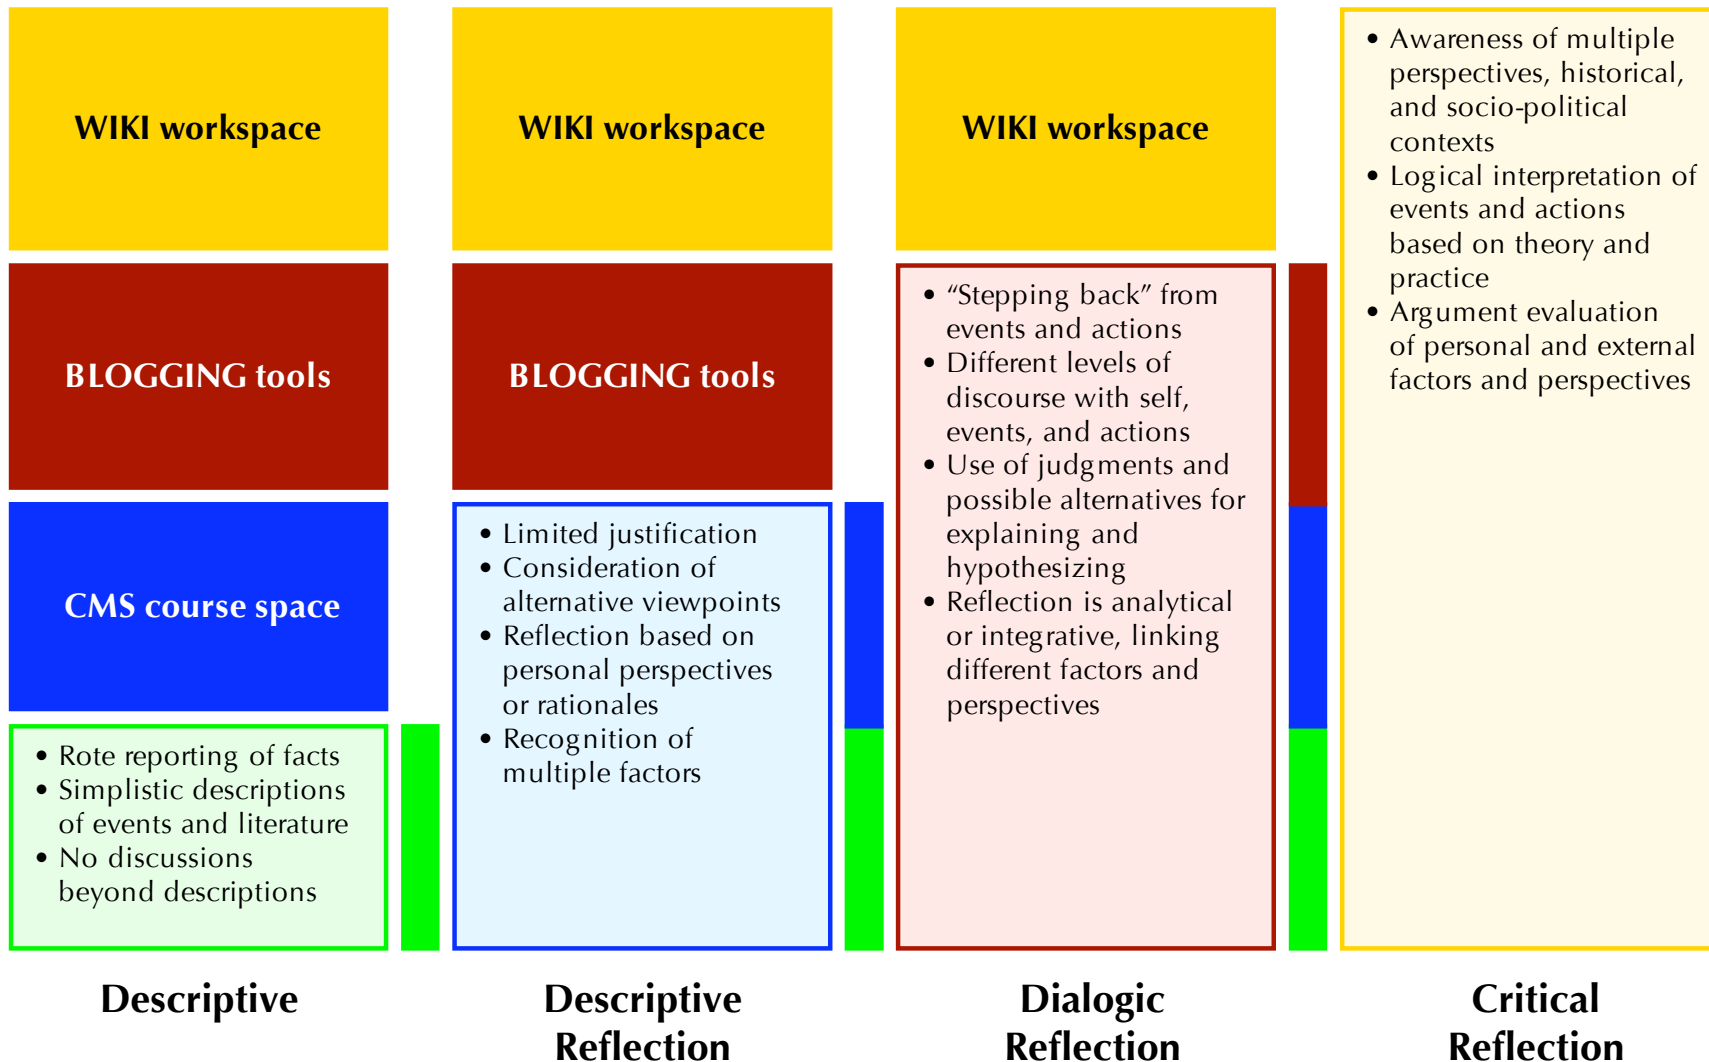 WIKI workspace
BLOGGING tools
CMS course space
• Rote reporting of facts
• Simplistic descriptions
of events and literature
• No discussions
beyond descriptions
Descriptive
WIKI workspace
BLOGGING tools
• Limited justification
• Consideration of
alternative viewpoints
• Reflection based on
personal perspectives
or rationales
• Recognition of
multiple factors
Descriptive
Reflection
WIKI workspace
• “Stepping back” from
events and actions
• Different levels of
discourse with self,
events, and actions
• Use of judgments and
possible alternatives for
explaining and
hypothesizing
• Reflection is analytical
or integrative, linking
different factors and
perspectives
Dialogic
Reflection
• Awareness of multiple
perspectives, historical,
and socio-political
contexts
• Logical interpretation of
events and actions
based on theory and
practice
• Argument evaluation
of personal and external
factors and perspectives
Critical
Reflection